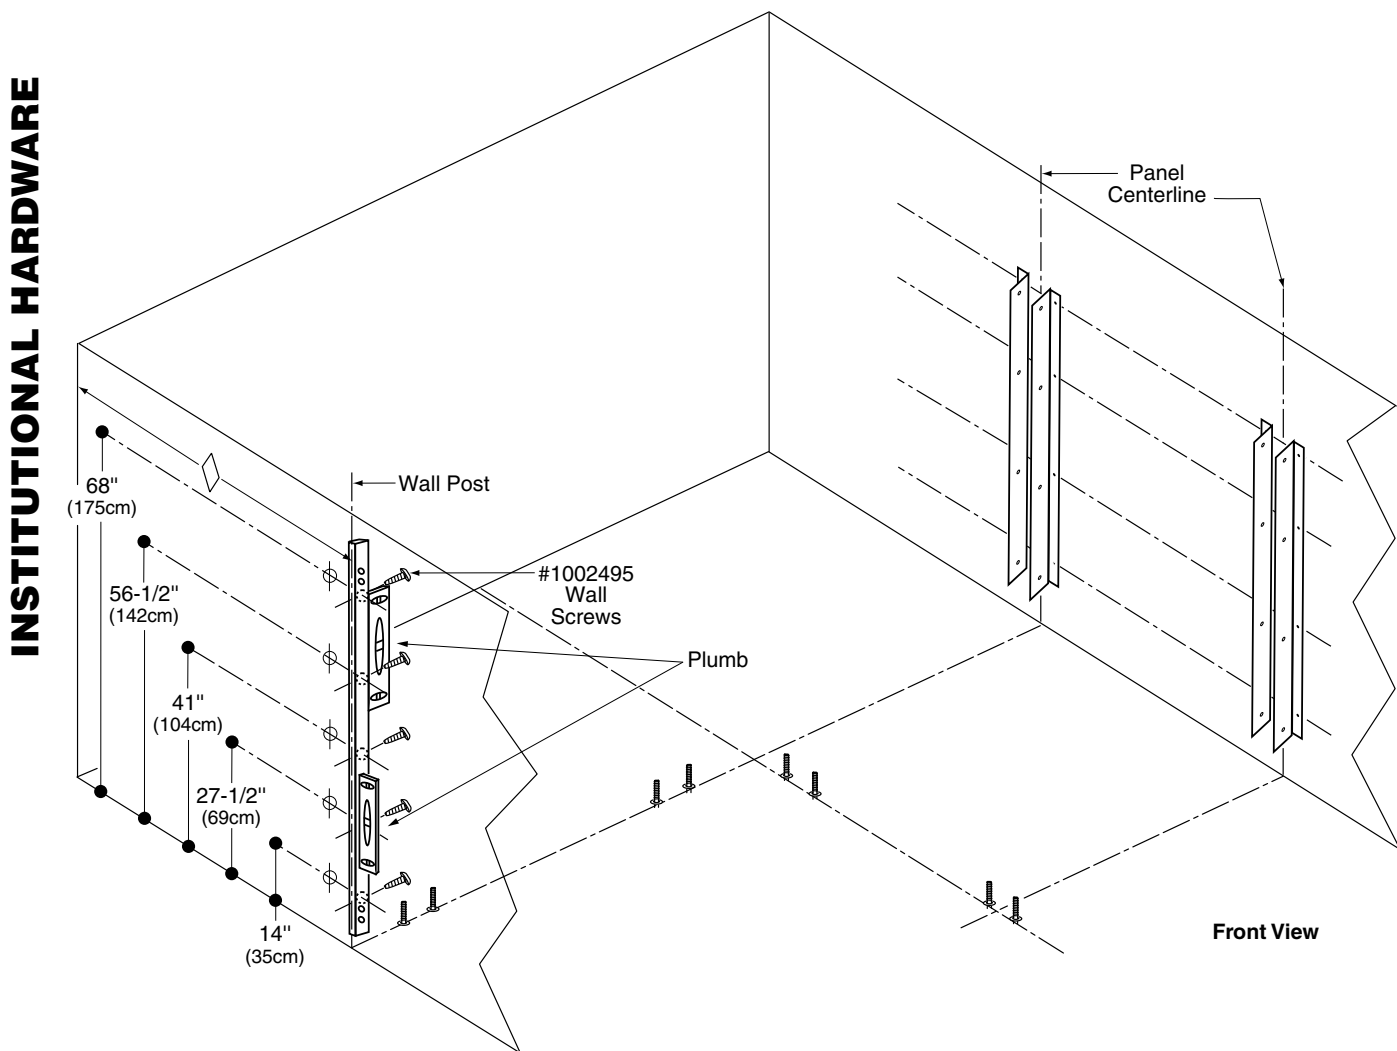 INSTITUTIONAL HARDWARE
Panel
Centerline
Wall Post
68"
(175cm)
#1002495
Wall
Screws
56-1/2"
(142cm)
Plumb
41"
(104cm)
27-1/2"
(69cm)
14"
(35cm)
Front View